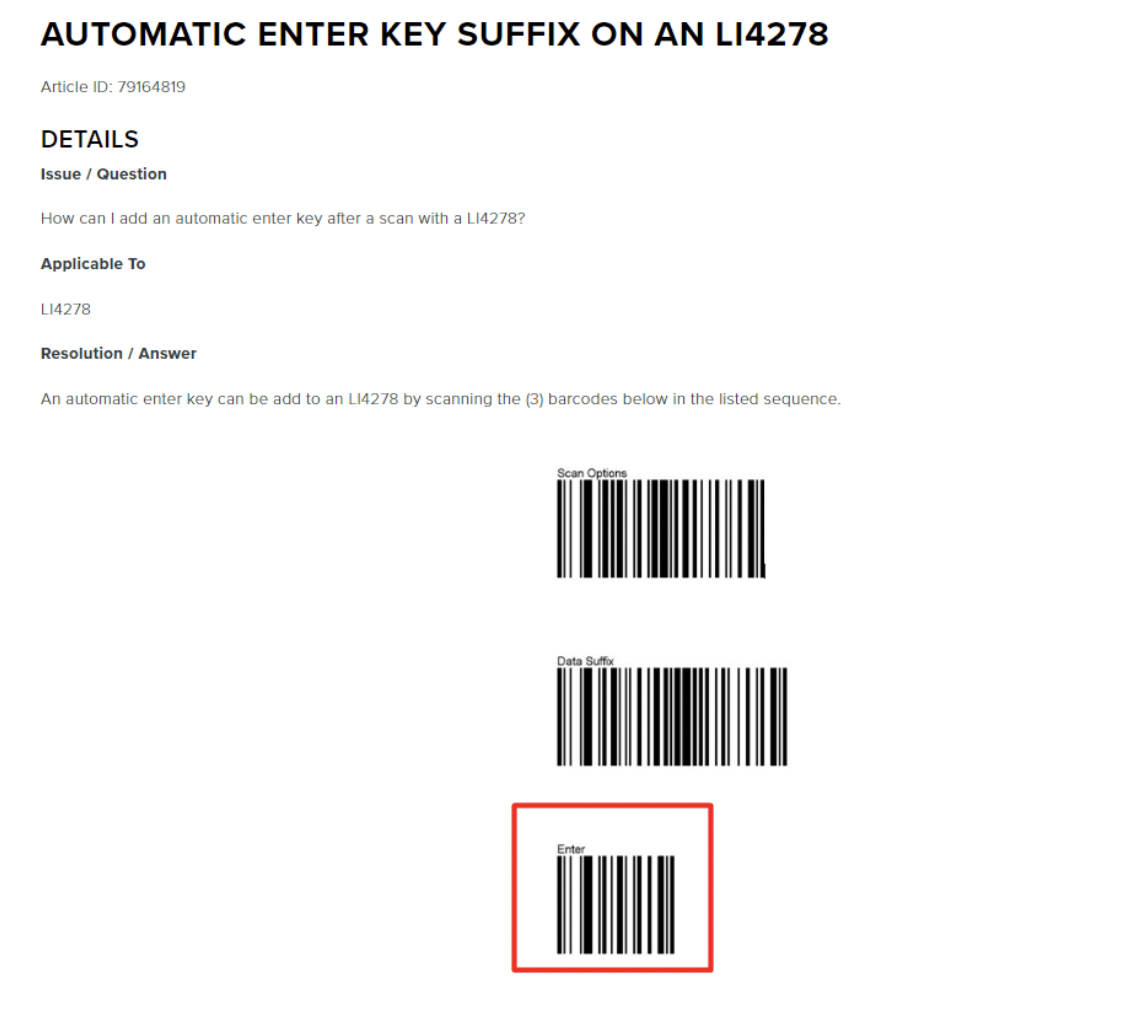 AUTOMATIC ENTER KEY SUFFIX ON AN LI4278
Article ID: 79164819
DETAILS
Issue / Question
How can I add an automatic enter key after a scan with a LI4278?
Applicable To
LI4278
Resolution / Answer
An automatic enter key can be add to an LI4278 by scanning the (3) barcodes below in the listed sequence.
Scan Options
Data Suffix
Enter